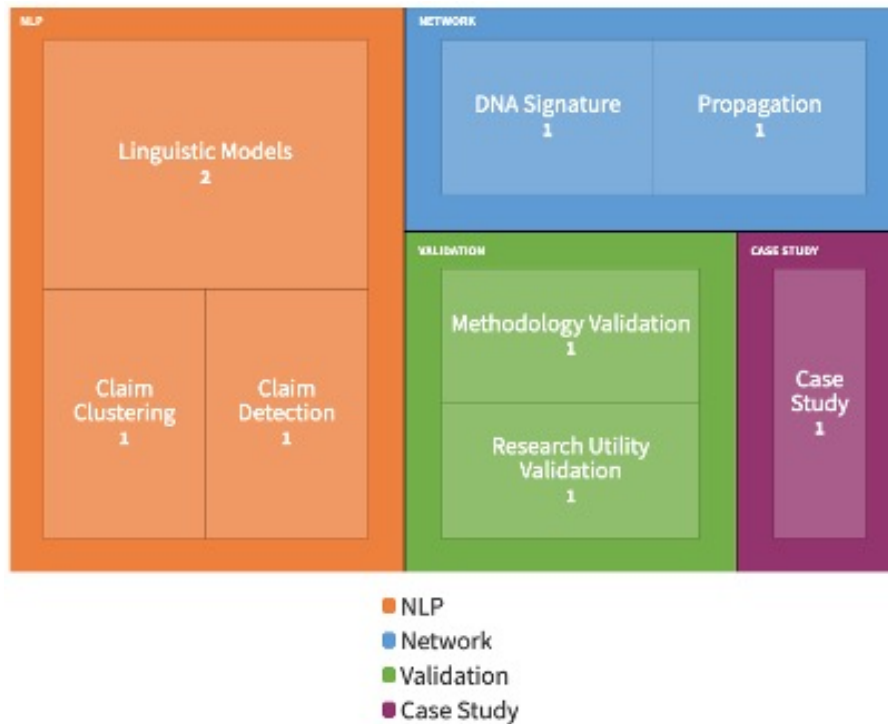 NLP
Linguistic Models
2
Claim
Clustering
1
Claim
Detection
1
NETWORK
DNA Signature
1
Propagation
1
VALIDATION
Methodology Validation
1
Research Utility
Validation
1
CASE STUDY
Case
Study
1
NLP
Network
Validation
Case Study